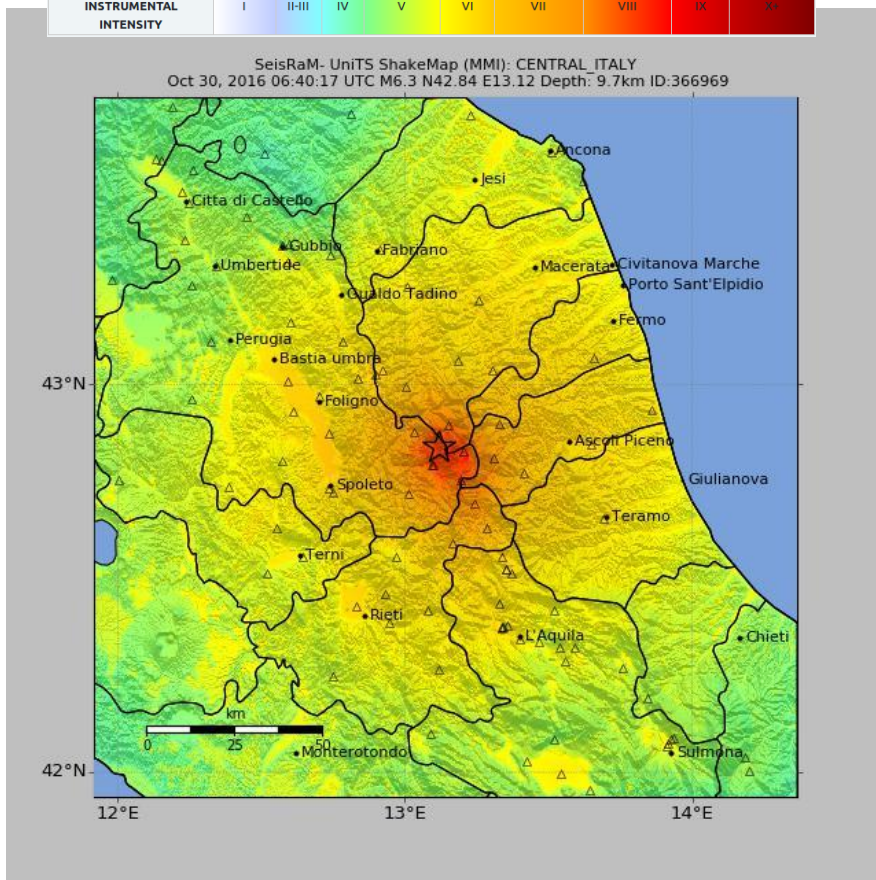 INSTRUMENTAL
INTENSITY
I II-III IV V VI VII VIII IX X+
SeisRaM- UniTS ShakeMap (MMI): CENTRAL_ITALY
Oct 30, 2016 06:40:17 UTC M6.3 N42.84 E13.12 Depth: 9.7km ID:366969
Ancona
Jesi
Citta di Castello
Gubbio
Fabriano
Umbertide
Macerata
Civitanova Marche
Porto Sant'Elpidio
Gualdo Tadino
Fermo
Perugia
Bastia umbra
43°N
Foligno
Ascoli Piceno
Giulianova
Spoleto
Teramo
Terni
Rieti
L'Aquila
Chieti
km
0 25 50
Monterotondo
Sulmona
42°N
12°E 13°E 14°E